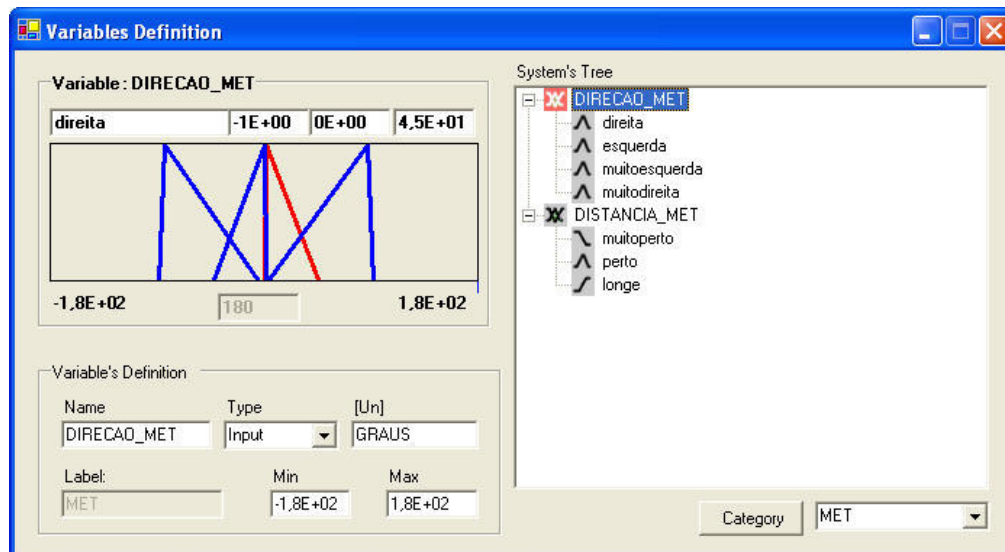 Variables Definition
Variable : DIRECAO_MET
direita -1E+00 0E+00 4,5E+01
-1,8E+02 180 1,8E+02
Variable's Definition
Name Type [Un]
DIRECAO_MET Input GRAUS
Label: Min Max
MET -1,8E+02 1,8E+02
System's Tree
DIRECAO_MET
direita
esquerda
muitoesquerda
muitodireita
DISTANCIA_MET
muitoperto
perto
longe
Category MET